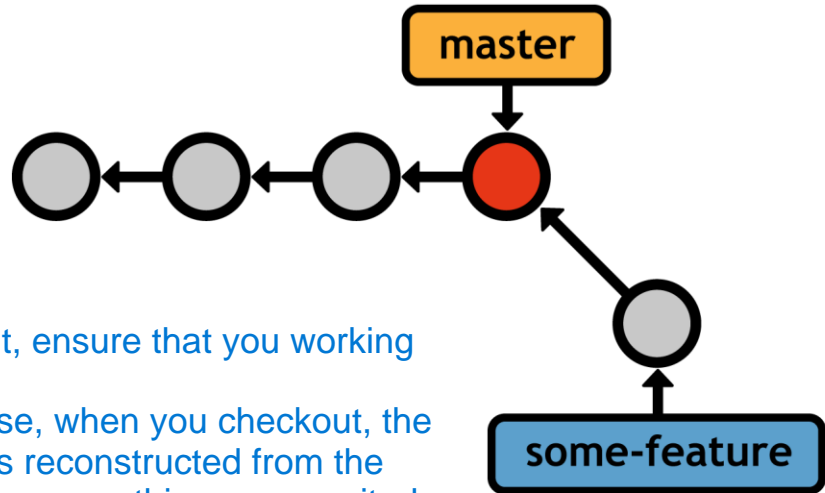 master
t, ensure that you working
se, when you checkout, the
s reconstructed from the
some-feature